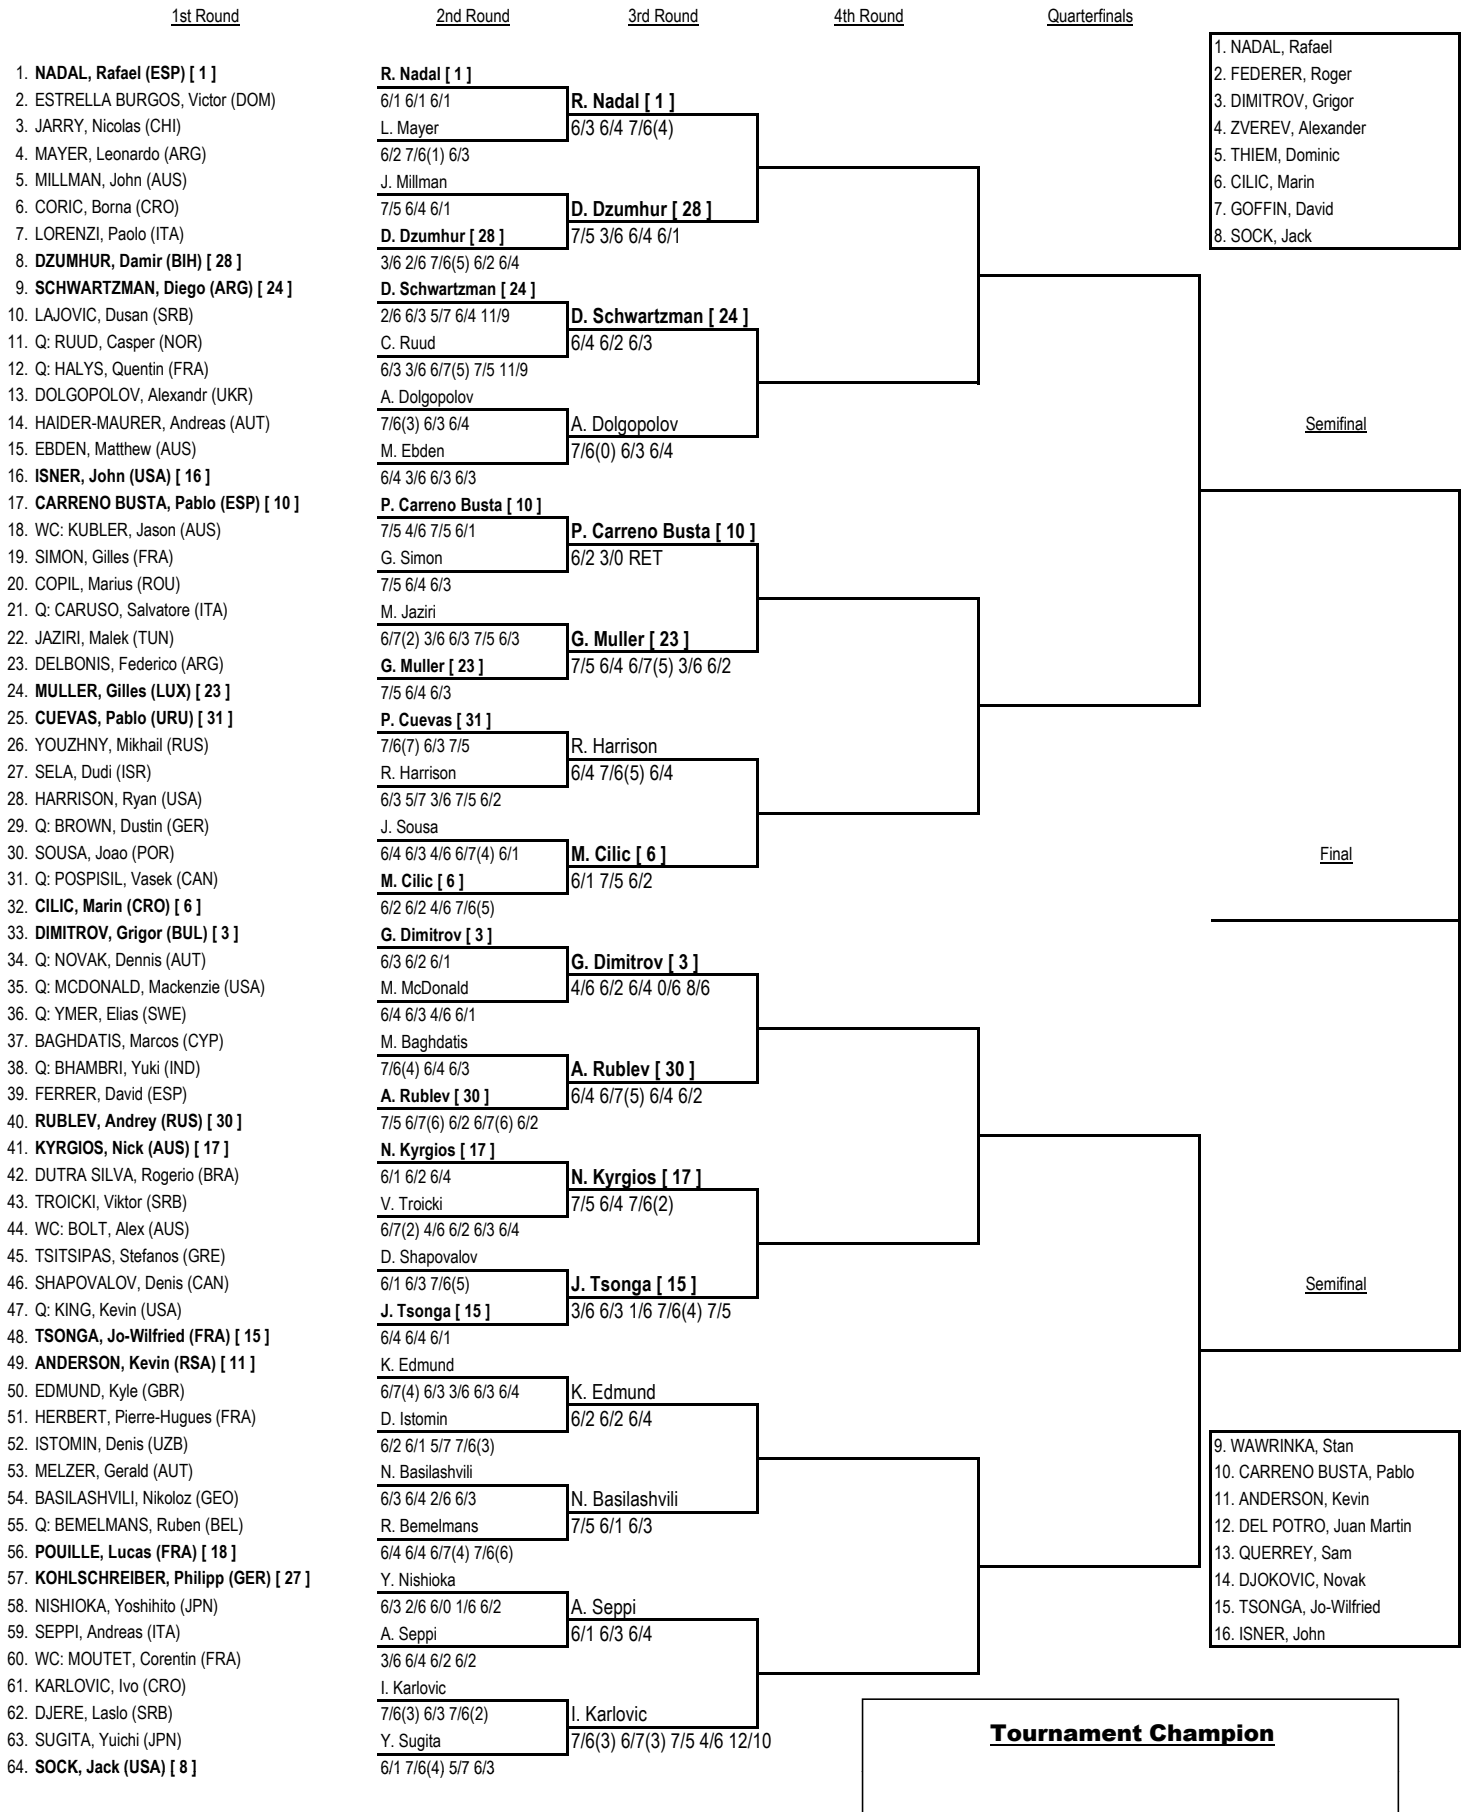 1st Round 2nd Round 3rd Round 4th Round Quarterfinals
1. NADAL, Rafael
1. NADAL, Rafael (ESP) [ 1 ] R. Nadal [ 1 ] 2. FEDERER, Roger
2. ESTRELLA BURGOS, Victor (DOM) 6/1 6/1 6/1 R. Nadal [ 1 ] 3. DIMITROV, Grigor
3. JARRY, Nicolas (CHI) L. Mayer 6/3 6/4 7/6(4) 4. ZVEREV, Alexander
4. MAYER, Leonardo (ARG) 6/2 7/6(1) 6/3 5. THIEM, Dominic
5. MILLMAN, John (AUS) J. Millman 6. CILIC, Marin
6. CORIC, Borna (CRO) 7/5 6/4 6/1 D. Dzumhur [ 28 ] 7. GOFFIN, David
7. LORENZI, Paolo (ITA) D. Dzumhur [ 28 ] 7/5 3/6 6/4 6/1 8. SOCK, Jack
8. DZUMHUR, Damir (BIH) [ 28 ] 3/6 2/6 7/6(5) 6/2 6/4
9. SCHWARTZMAN, Diego (ARG) [ 24 ] D. Schwartzman [ 24 ]
10. LAJOVIC, Dusan (SRB) 2/6 6/3 5/7 6/4 11/9 D. Schwartzman [ 24 ]
11. Q: RUUD, Casper (NOR) C. Ruud 6/4 6/2 6/3
12. Q: HALYS, Quentin (FRA) 6/3 3/6 6/7(5) 7/5 11/9
13. DOLGOPOLOV, Alexandr (UKR) A. Dolgopolov
14. HAIDER-MAURER, Andreas (AUT) 7/6(3) 6/3 6/4 A. Dolgopolov Semifinal
15. EBDEN, Matthew (AUS) M. Ebden 7/6(0) 6/3 6/4
16. ISNER, John (USA) [ 16 ] 6/4 3/6 6/3 6/3
17. CARRENO BUSTA, Pablo (ESP) [ 10 ] P. Carreno Busta [ 10 ]
18. WC: KUBLER, Jason (AUS) 7/5 4/6 7/5 6/1 P. Carreno Busta [ 10 ]
19. SIMON, Gilles (FRA) G. Simon 6/2 3/0 RET
20. COPIL, Marius (ROU) 7/5 6/4 6/3
21. Q: CARUSO, Salvatore (ITA) M. Jaziri
22. JAZIRI, Malek (TUN) 6/7(2) 3/6 6/3 7/5 6/3 G. Muller [ 23 ]
23. DELBONIS, Federico (ARG) G. Muller [ 23 ] 7/5 6/4 6/7(5) 3/6 6/2
24. MULLER, Gilles (LUX) [ 23 ] 7/5 6/4 6/3
25. CUEVAS, Pablo (URU) [ 31 ] P. Cuevas [ 31 ]
26. YOUZHNY, Mikhail (RUS) 7/6(7) 6/3 7/5 R. Harrison
27. SELA, Dudi (ISR) R. Harrison 6/4 7/6(5) 6/4
28. HARRISON, Ryan (USA) 6/3 5/7 3/6 7/5 6/2
29. Q: BROWN, Dustin (GER) J. Sousa
30. SOUSA, Joao (POR) 6/4 6/3 4/6 6/7(4) 6/1 M. Cilic [ 6 ] Final
31. Q: POSPISIL, Vasek (CAN) M. Cilic [ 6 ] 6/1 7/5 6/2
32. CILIC, Marin (CRO) [ 6 ] 6/2 6/2 4/6 7/6(5)
33. DIMITROV, Grigor (BUL) [ 3 ] G. Dimitrov [ 3 ]
34. Q: NOVAK, Dennis (AUT) 6/3 6/2 6/1 G. Dimitrov [ 3 ]
35. Q: MCDONALD, Mackenzie (USA) M. McDonald 4/6 6/2 6/4 0/6 8/6
36. Q: YMER, Elias (SWE) 6/4 6/3 4/6 6/1
37. BAGHDATIS, Marcos (CYP) M. Baghdatis
38. Q: BHAMBRI, Yuki (IND) 7/6(4) 6/4 6/3 A. Rublev [ 30 ]
39. FERRER, David (ESP) A. Rublev [ 30 ] 6/4 6/7(5) 6/4 6/2
40. RUBLEV, Andrey (RUS) [ 30 ] 7/5 6/7(6) 6/2 6/7(6) 6/2
41. KYRGIOS, Nick (AUS) [ 17 ] N. Kyrgios [ 17 ]
42. DUTRA SILVA, Rogerio (BRA) 6/1 6/2 6/4 N. Kyrgios [ 17 ]
43. TROICKI, Viktor (SRB) V. Troicki 7/5 6/4 7/6(2)
44. WC: BOLT, Alex (AUS) 6/7(2) 4/6 6/2 6/3 6/4
45. TSITSIPAS, Stefanos (GRE) D. Shapovalov
46. SHAPOVALOV, Denis (CAN) 6/1 6/3 7/6(5) J. Tsonga [ 15 ] Semifinal
47. Q: KING, Kevin (USA) J. Tsonga [ 15 ] 3/6 6/3 1/6 7/6(4) 7/5
48. TSONGA, Jo-Wilfried (FRA) [ 15 ] 6/4 6/4 6/1
49. ANDERSON, Kevin (RSA) [ 11 ] K. Edmund
50. EDMUND, Kyle (GBR) 6/7(4) 6/3 3/6 6/3 6/4 K. Edmund
51. HERBERT, Pierre-Hugues (FRA) D. Istomin 6/2 6/2 6/4
52. ISTOMIN, Denis (UZB) 6/2 6/1 5/7 7/6(3) 9. WAWRINKA, Stan
53. MELZER, Gerald (AUT) N. Basilashvili 10. CARRENO BUSTA, Pablo
54. BASILASHVILI, Nikoloz (GEO) 6/3 6/4 2/6 6/3 N. Basilashvili 11. ANDERSON, Kevin
55. Q: BEMELMANS, Ruben (BEL) R. Bemelmans 7/5 6/1 6/3 12. DEL POTRO, Juan Martin
56. POUILLE, Lucas (FRA) [ 18 ] 6/4 6/4 6/7(4) 7/6(6) 13. QUERREY, Sam
57. KOHLSCHREIBER, Philipp (GER) [ 27 ] Y. Nishioka 14. DJOKOVIC, Novak
58. NISHIOKA, Yoshihito (JPN) 6/3 2/6 6/0 1/6 6/2 A. Seppi 15. TSONGA, Jo-Wilfried
59. SEPPI, Andreas (ITA) A. Seppi 6/1 6/3 6/4 16. ISNER, John
60. WC: MOUTET, Corentin (FRA) 3/6 6/4 6/2 6/2
61. KARLOVIC, Ivo (CRO) I. Karlovic
62. DJERE, Laslo (SRB) 7/6(3) 6/3 7/6(2) I. Karlovic
63. SUGITA, Yuichi (JPN) Y. Sugita 7/6(3) 6/7(3) 7/5 4/6 12/10 Tournament Champion
64. SOCK, Jack (USA) [ 8 ] 6/1 7/6(4) 5/7 6/3